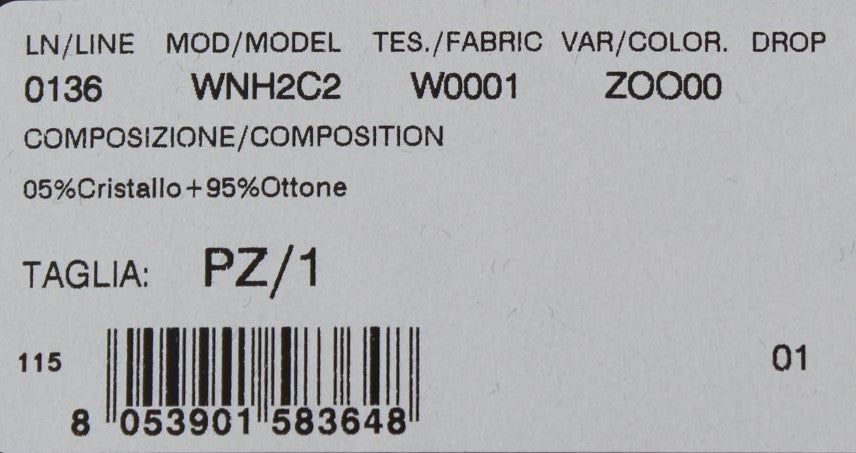 LN/LINE MOD/MODEL TES./FABRIC VAR/COLOR. DROP
0136 WNH2C2 W0001 ZOO00
COMPOSIZIONE/COMPOSITION
05%Cristallo+95%Ottone
TAGLIA: PZ/1
115 01
8 053901 583648